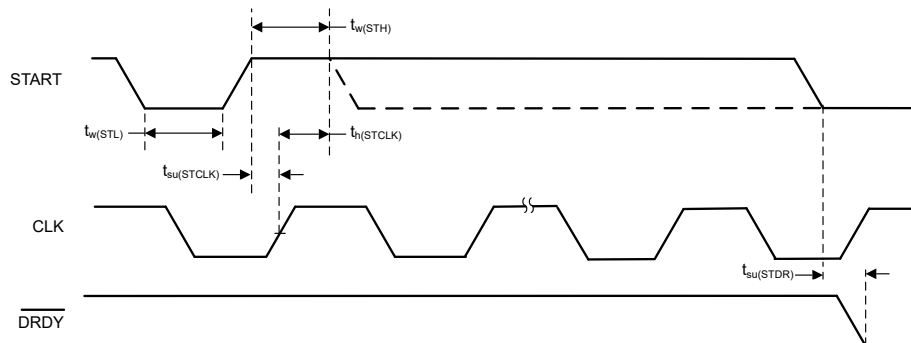 tw(STH)
START
tw(STL)
th(STCLK)
tsu(STCLK)
CLK
tsu(STDR)
DRDY